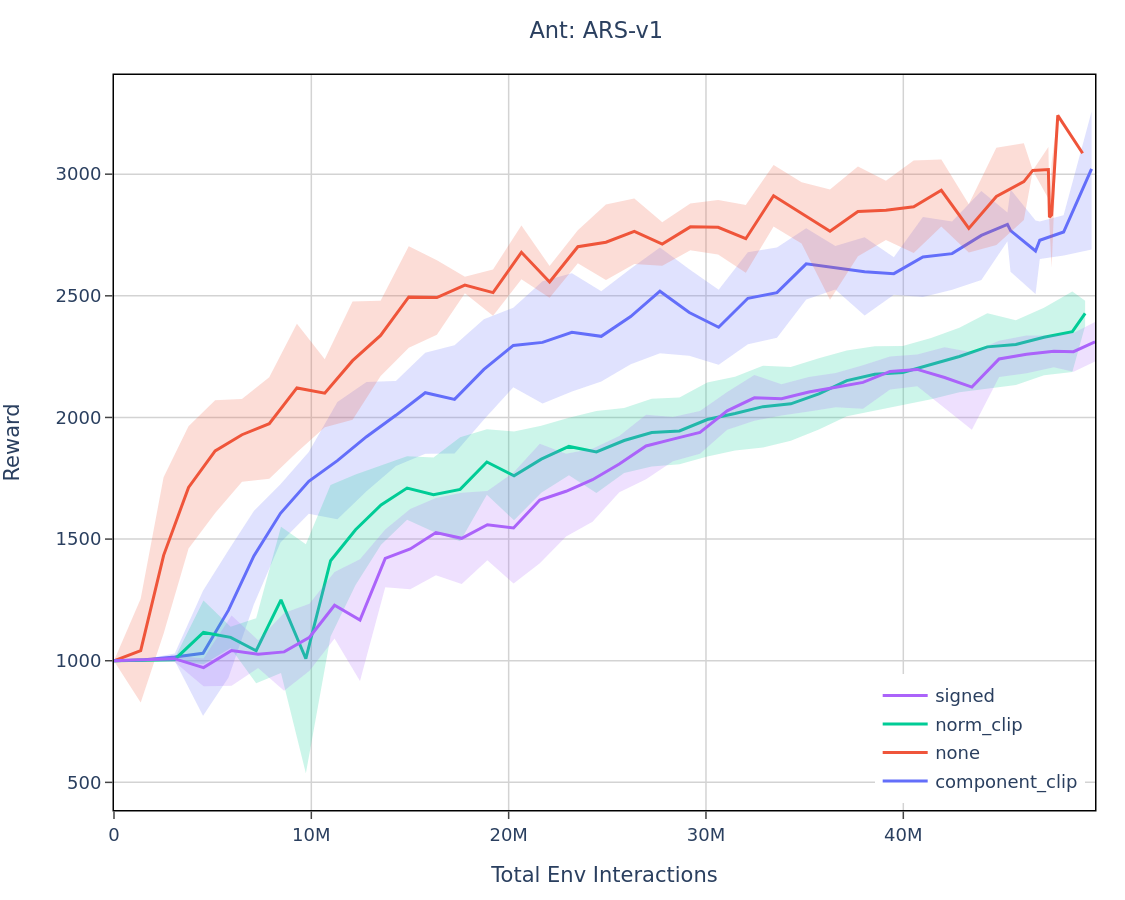 Ant: ARS-v1
Reward
3000
2500
2000
1500
1000
500
0
10M
20M
30M
40M
Total Env Interactions
signed
norm_clip
none
component_clip